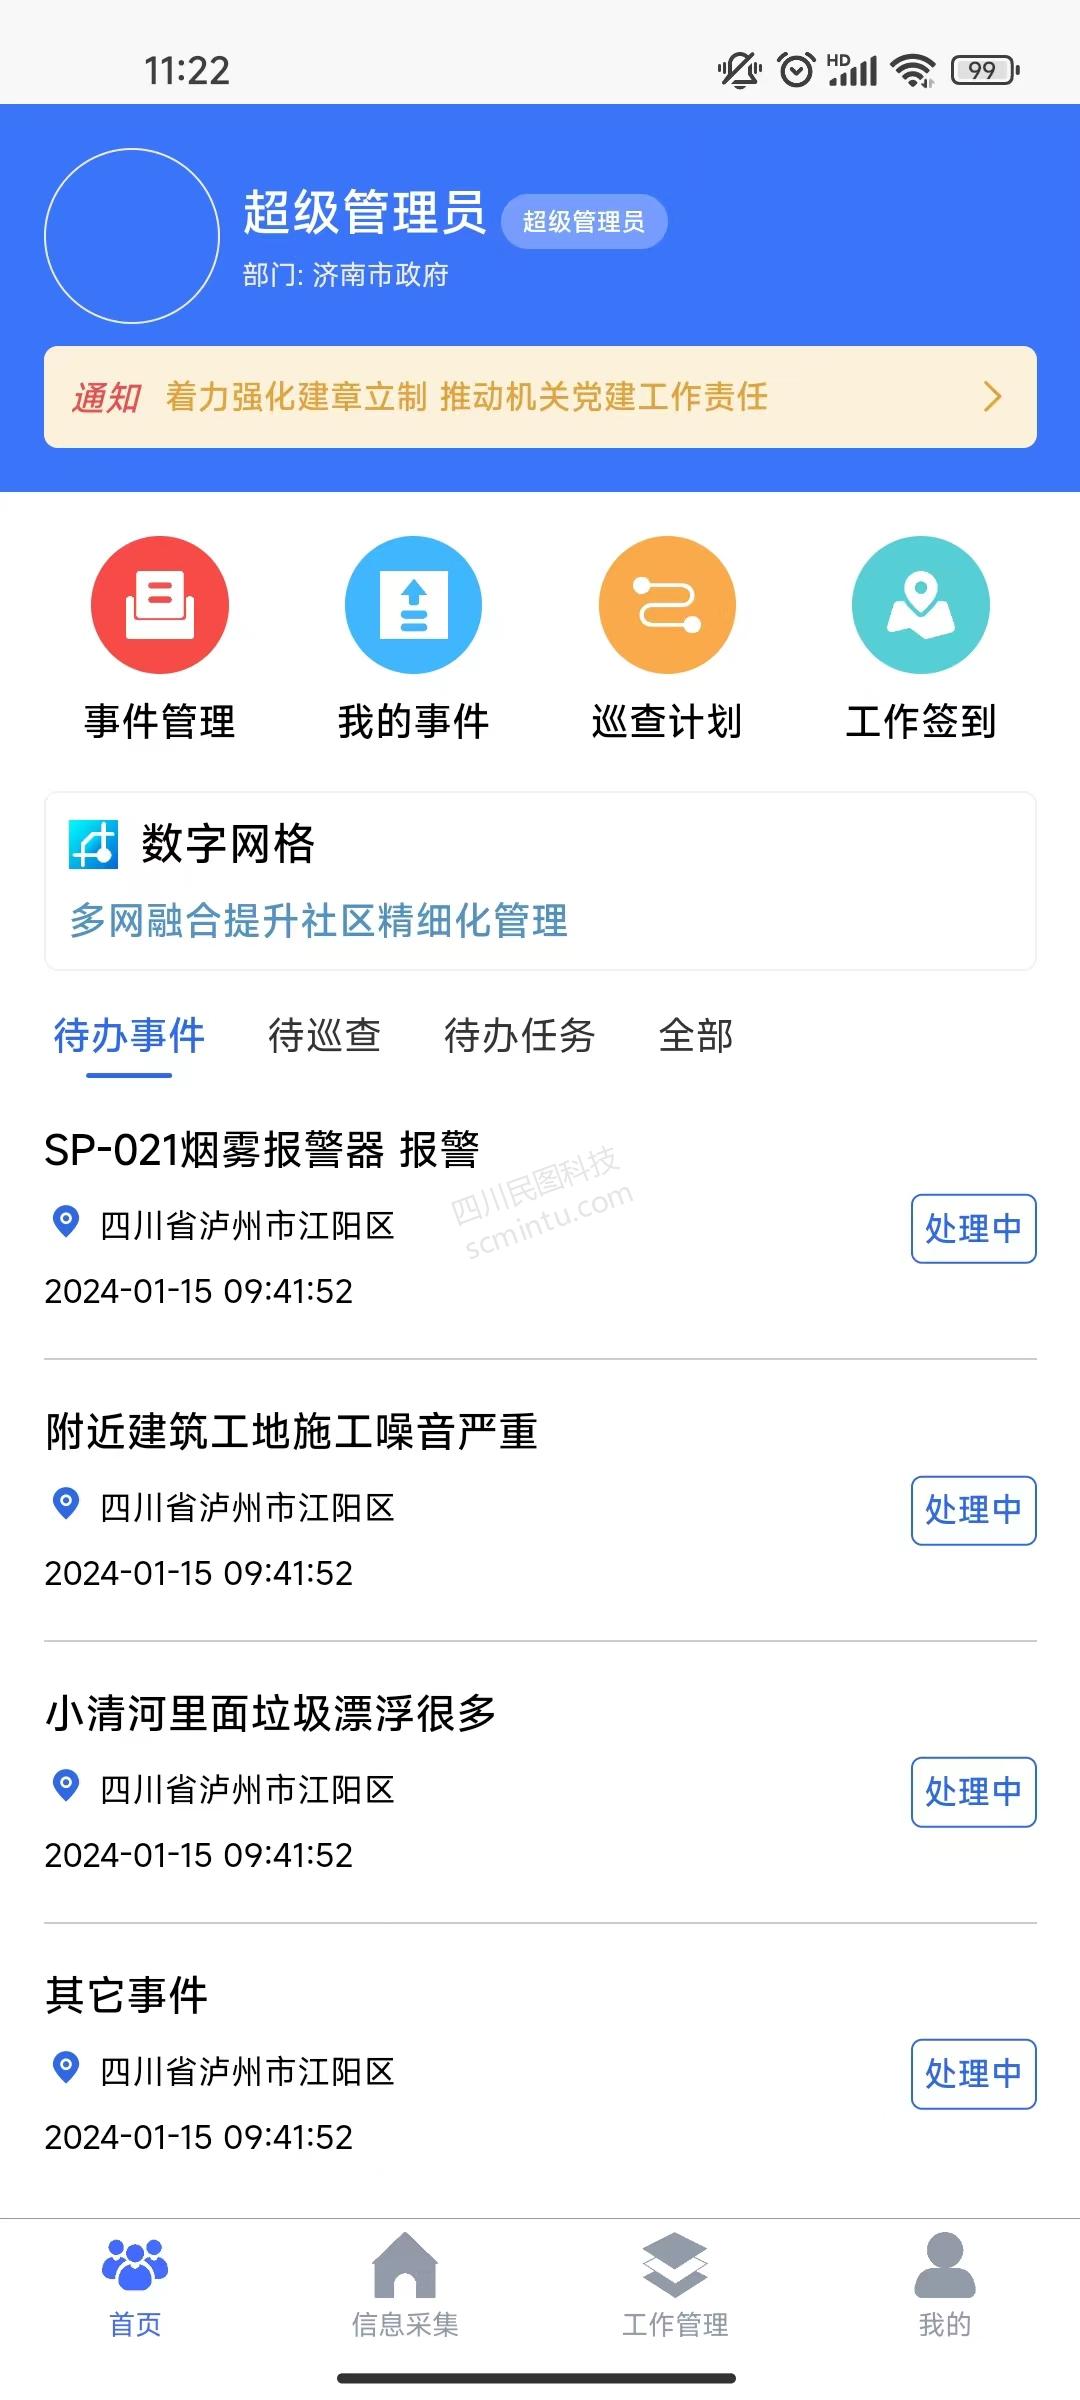 11:22
HD
99
超级管理员 超级管理员
部门: 济南市政府
通知 着力强化建章立制 推动机关党建工作责任
事件管理 我的事件 巡查计划 工作签到
数字网格
多网融合提升社区精细化管理
待办事件 待巡查 待办任务 全部
SP-021烟雾报警器 报警
四川省泸州市江阳区
处理中
2024-01-15 09:41:52
四川民图科技
scmintu.com
附近建筑工地施工噪音严重
四川省泸州市江阳区
处理中
2024-01-15 09:41:52
小清河里面垃圾漂浮很多
四川省泸州市江阳区
处理中
2024-01-15 09:41:52
其它事件
四川省泸州市江阳区
处理中
2024-01-15 09:41:52
首页 信息采集 工作管理 我的